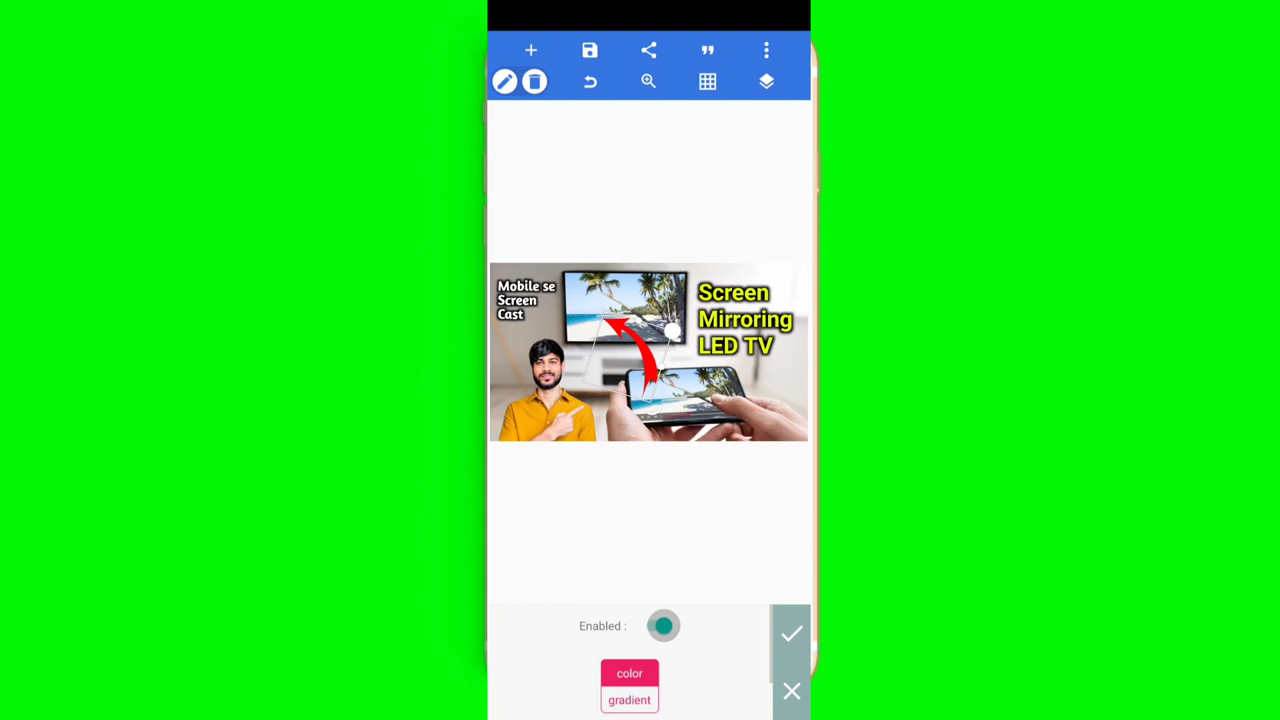 Mobile se
Screen
Cast
Screen
Mirroring
LED TV
Enabled :
color
gradient